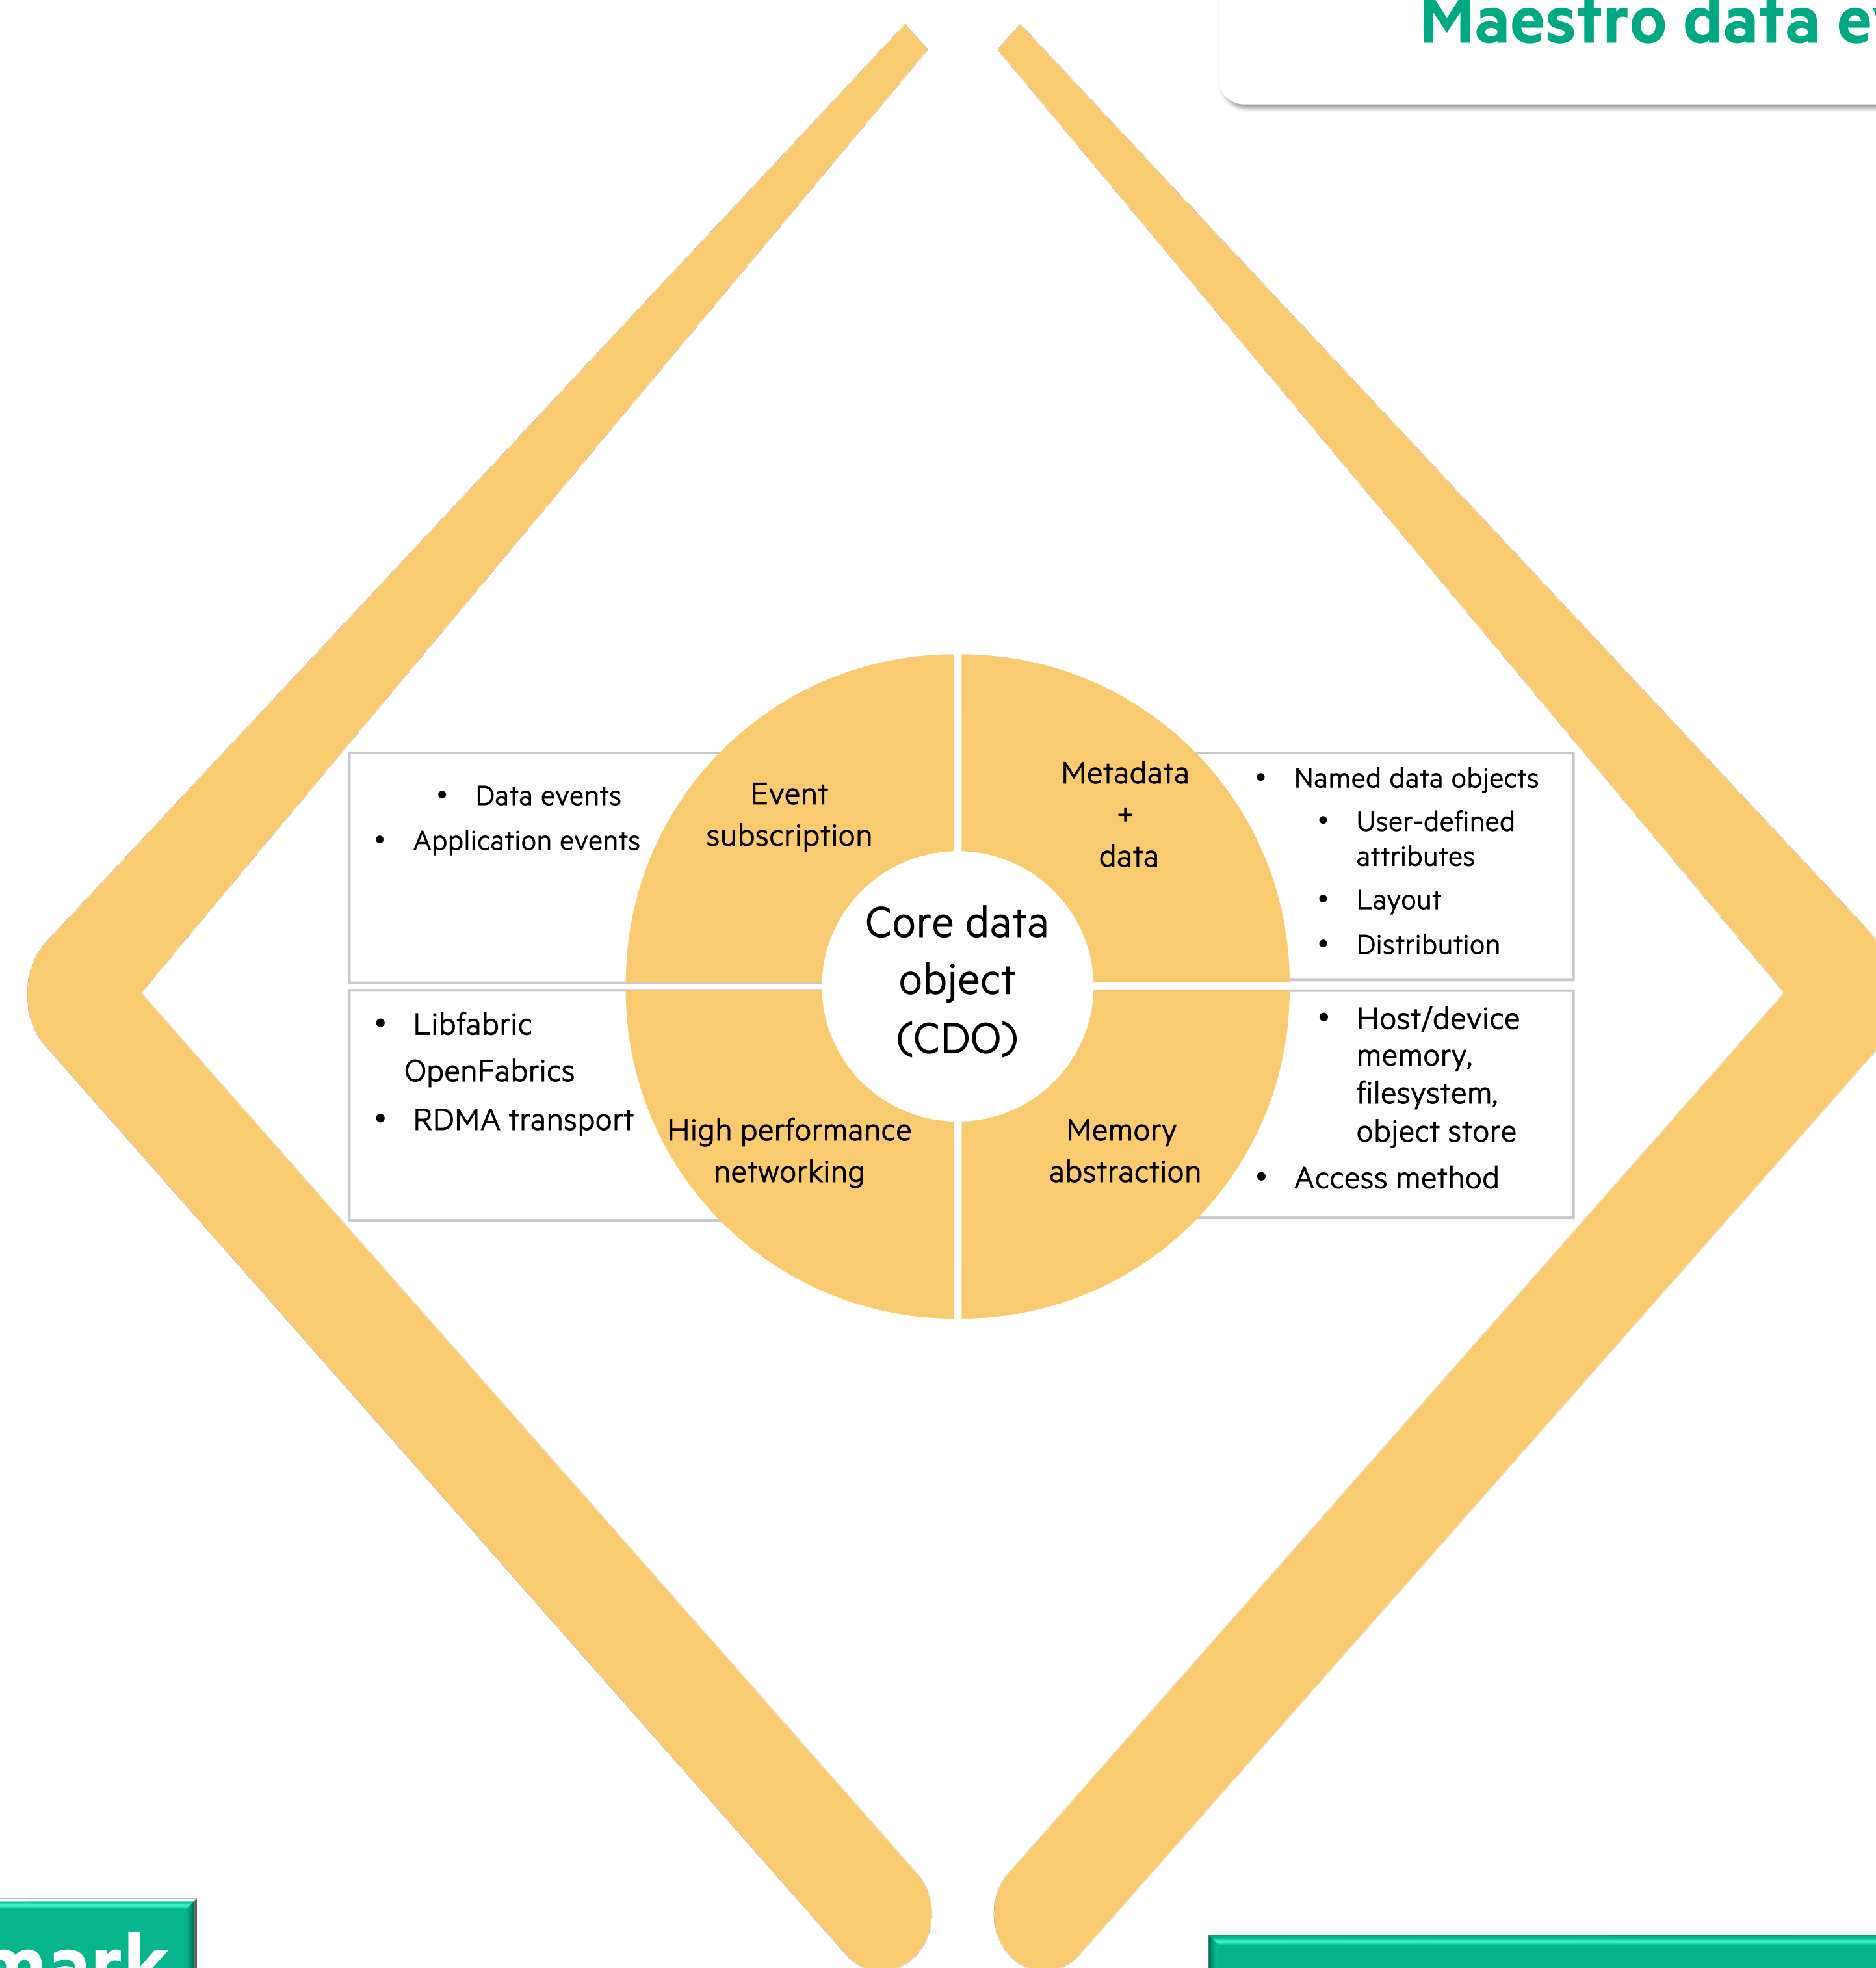 Maestro data e
• Data events
• Application events
Event
subscription
Metadata
+
data
• Named data objects
• User-defined
attributes
• Layout
• Distribution
Core data
object
(CDO)
• Libfabric
OpenFabrics
• RDMA transport
High performance
networking
Memory
abstraction
• Host/device
memory,
filesystem,
object store
• Access method
mark